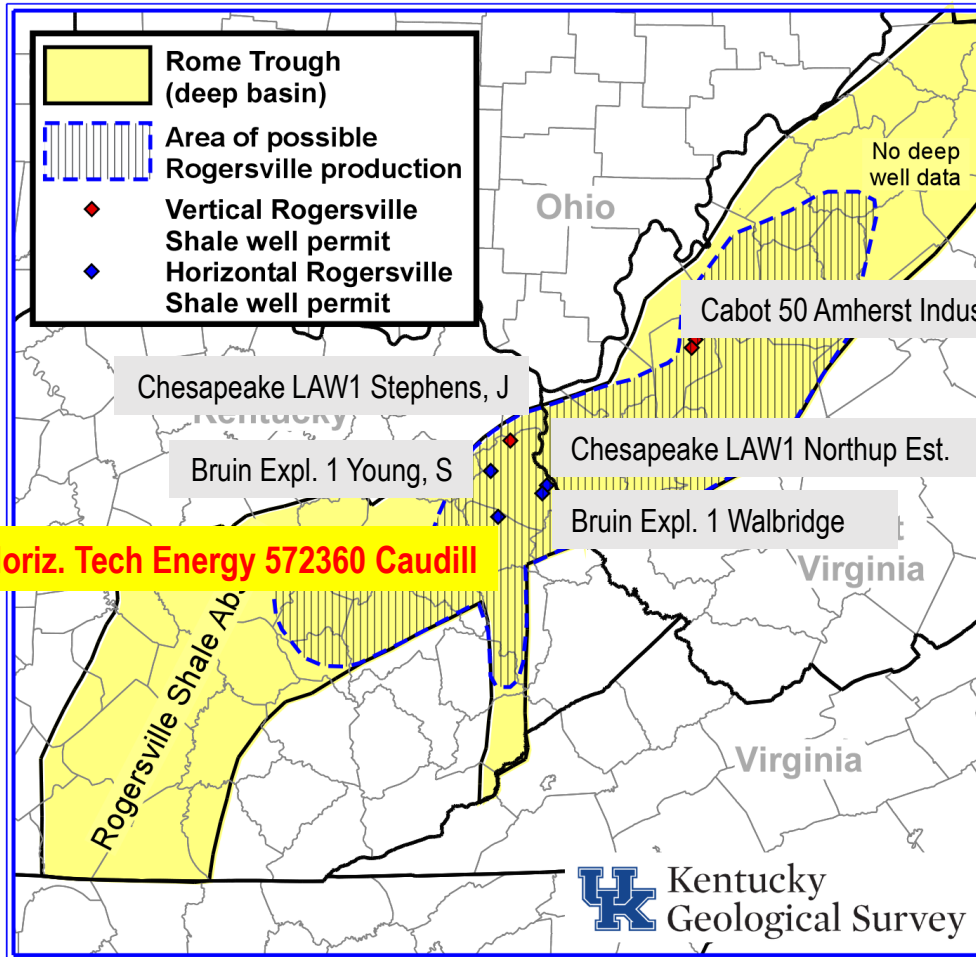 Rome Trough
(deep basin)
Area of possible
Rogersville production
Vertical Rogersville
Shale well permit
Horizontal Rogersville
Shale well permit
No deep
well data
Ohio
Cabot 50 Amherst Indus
Chesapeake LAW1 Stephens, J
Kentucky
Chesapeake LAW1 Northup Est.
Bruin Expl. 1 Young, S
Bruin Expl. 1 Walbridge
oriz. Tech Energy 572360 Caudill
Virginia
Rogersville Shale Ab
Virginia
UK
Kentucky
Geological Survey